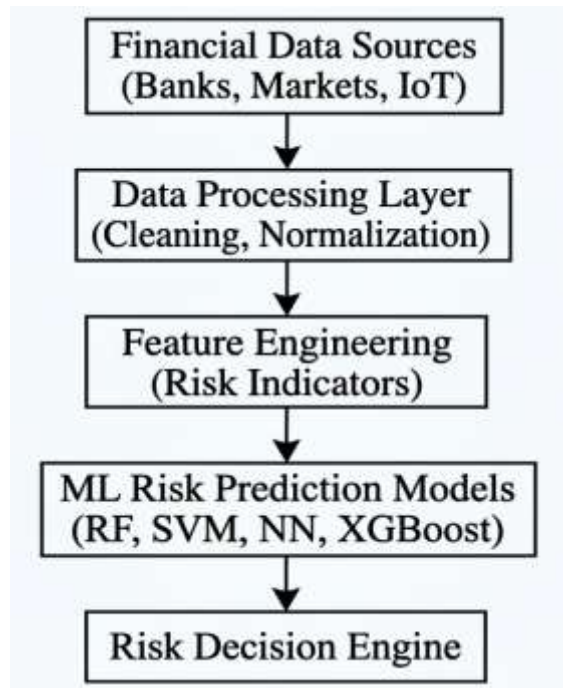 Financial Data Sources
(Banks, Markets, IoT)
Data Processing Layer
(Cleaning, Normalization)
Feature Engineering
(Risk Indicators)
ML Risk Prediction Models
(RF, SVM, NN, XGBoost)
Risk Decision Engine